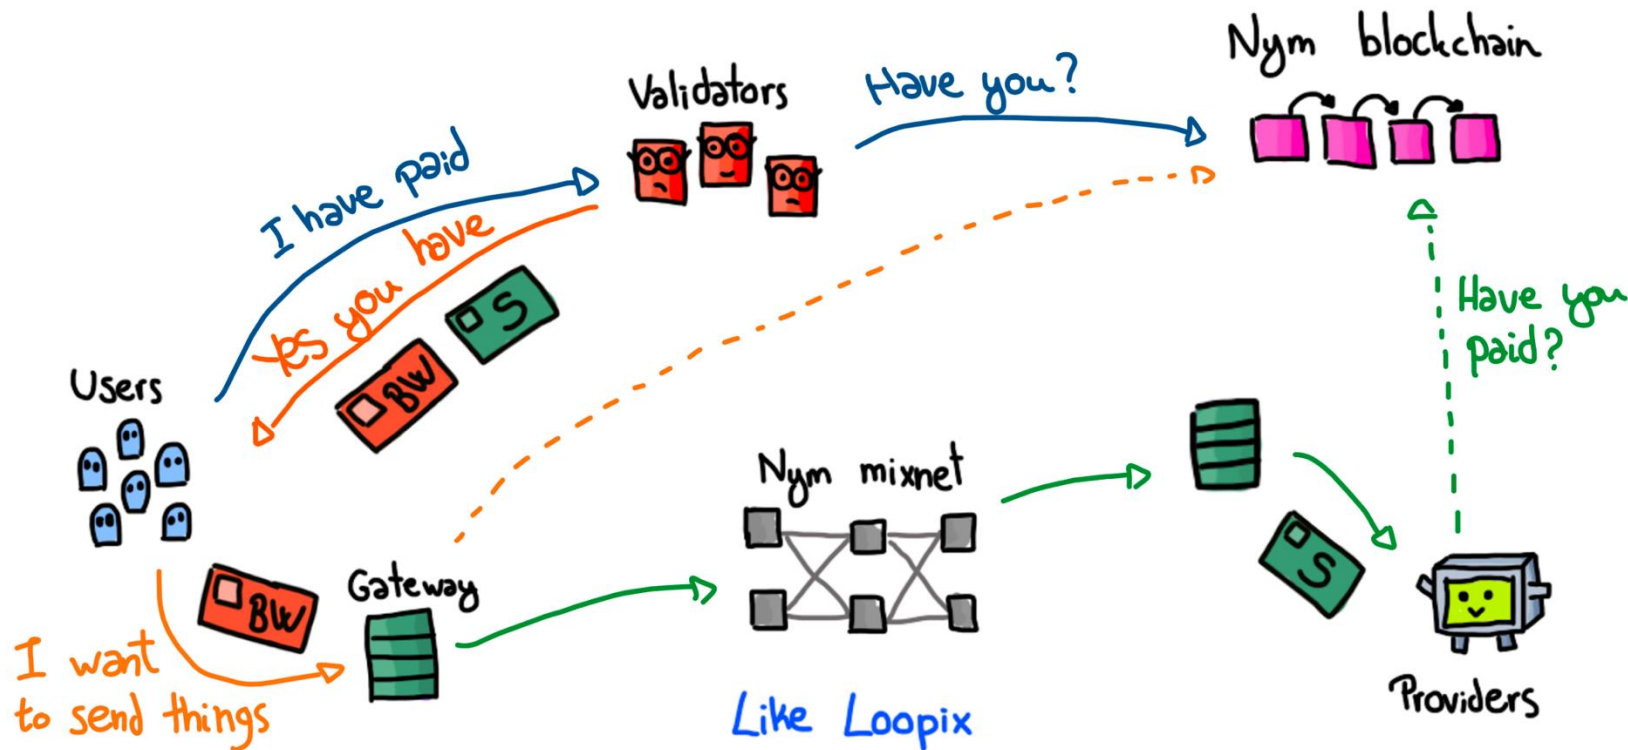 Nym blockchain
Validators
Have you?
I have paid
Yes you have
S
BW
Have you
paid?
Users
Nym mixnet
S
BW
Gateway
I want
to send things
Like Loopix
Providers